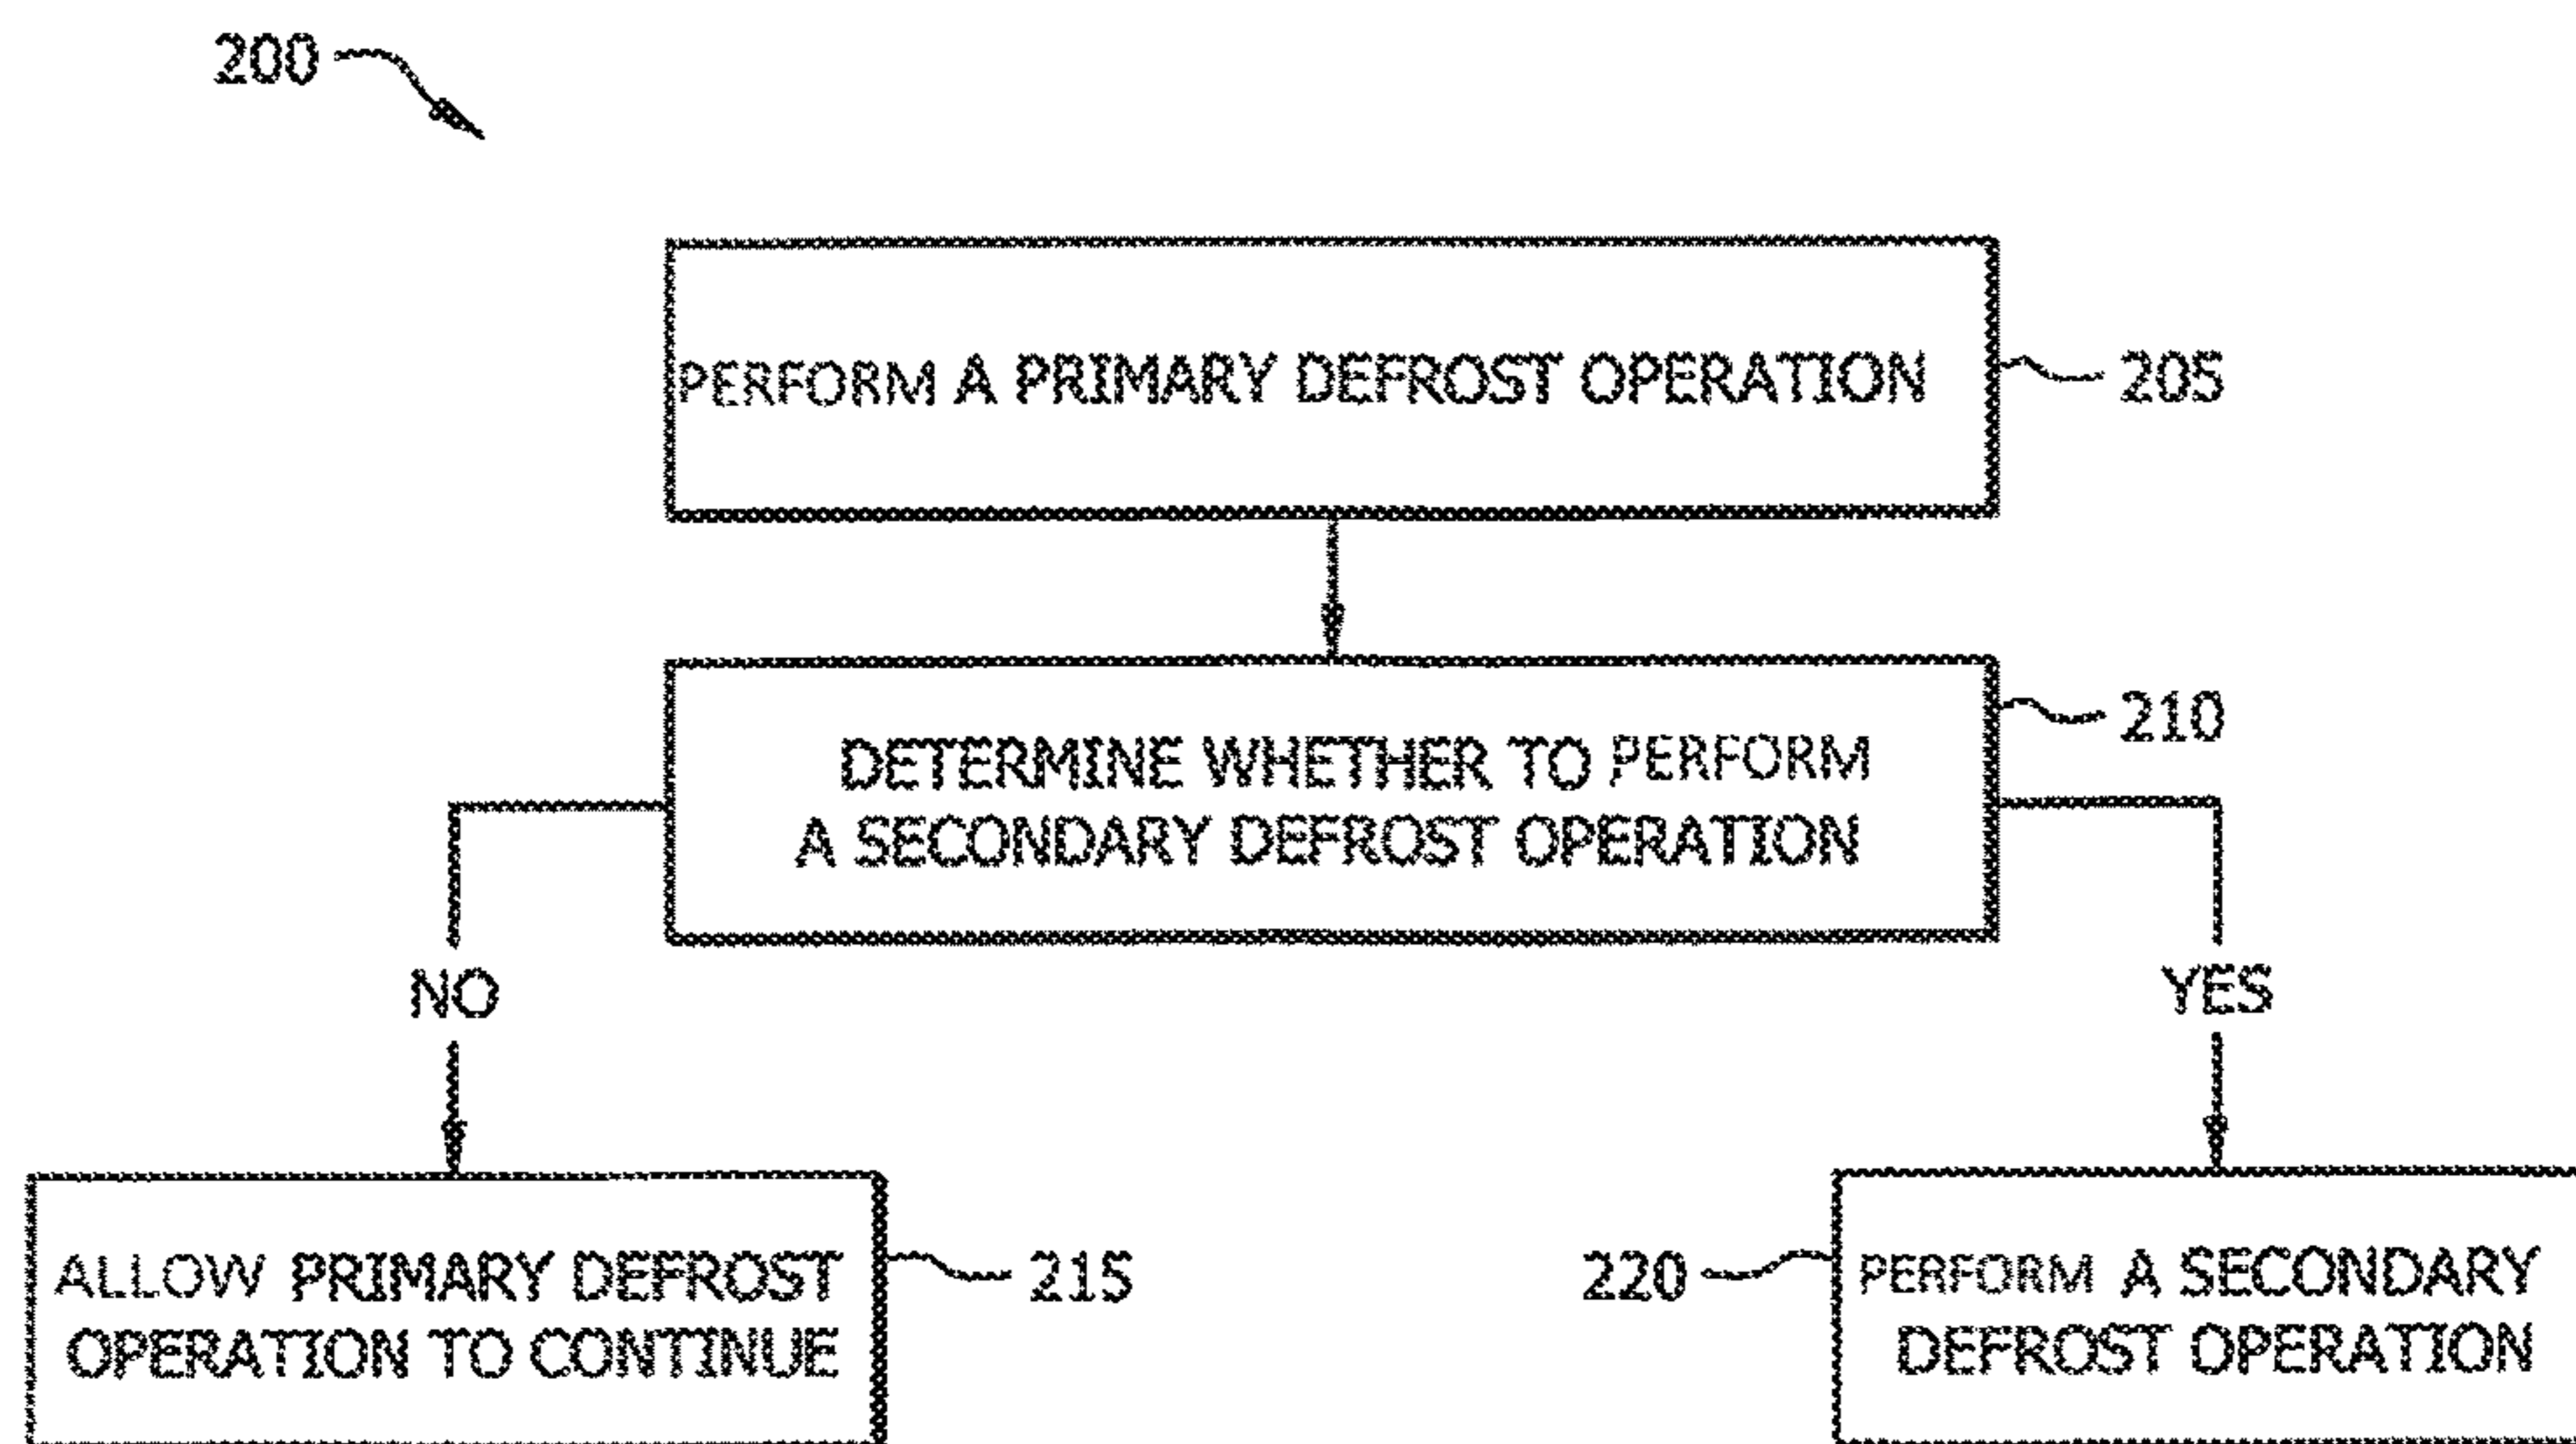 200
PERFORM A PRIMARY DEFROST OPERATION
205
DETERMINE WHETHER TO PERFORM
A SECONDARY DEFROST OPERATION
210
NO
YES
ALLOW PRIMARY DEFROST
OPERATION TO CONTINUE
215
220
PERFORM A SECONDARY
DEFROST OPERATION